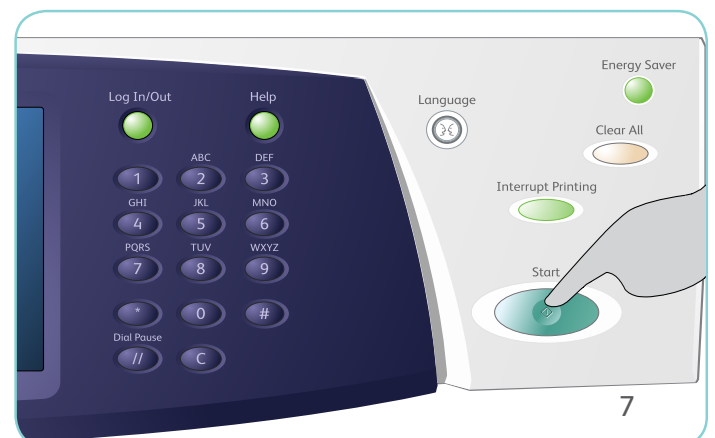 Energy Saver
Log In/Out Help
Language
Clear All
ABC DEF
1 2 3
Interrupt Printing
GHI JKL MNO
4 5 6
PQRS TUV WXYZ
7 8 9
Start
* 0 #
Dial Pause
// C
7